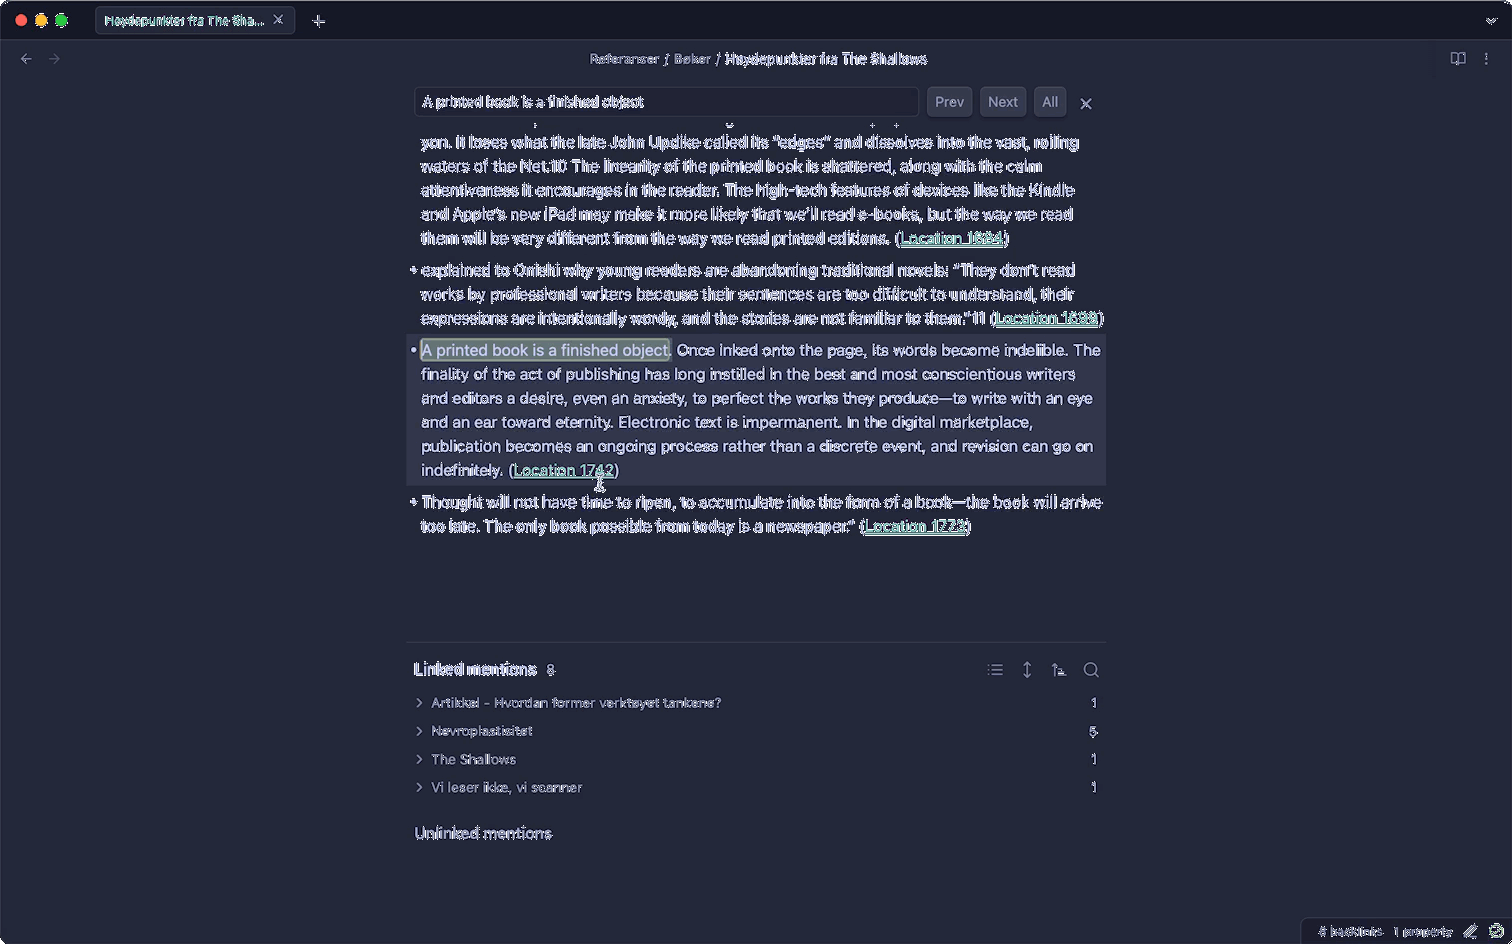 Høydepunkter fra The Sha...
Referanser / Bøker / Høydepunkter fra The Shallows
A printed book is a finished object
Prev Next All
you. It loses what the late John Updike called its “edges” and dissolves into the vast, roiling
waters of the Net.10 The linearity of the printed book is shattered, along with the calm
attentiveness it encourages in the reader. The high-tech features of devices like the Kindle
and Apple’s new iPad may make it more likely that we’ll read e-books, but the way we read
them will be very different from the way we read printed editions. (Location 1684)
• explained to Onishi why young readers are abandoning traditional novels: “They don’t read
works by professional writers because their sentences are too difficult to understand, their
expressions are intentionally wordy, and the stories are not familiar to them.”11 (Location 1699)
• A printed book is a finished object. Once inked onto the page, its words become indelible. The
finality of the act of publishing has long instilled in the best and most conscientious writers
and editors a desire, even an anxiety, to perfect the works they produce—to write with an eye
and an ear toward eternity. Electronic text is impermanent. In the digital marketplace,
publication becomes an ongoing process rather than a discrete event, and revision can go on
indefinitely. (Location 1742)
• Thought will not have time to ripen, to accumulate into the form of a book—the book will arrive
too late. The only book possible from today is a newspaper.” (Location 1773)
Linked mentions 8
Artikkel - Hvordan former verktøyet tankene? 1
Nevroplastisitet 5
The Shallows 1
Vi leser ikke, vi scanner 1
Unlinked mentions
backlinks 1 property